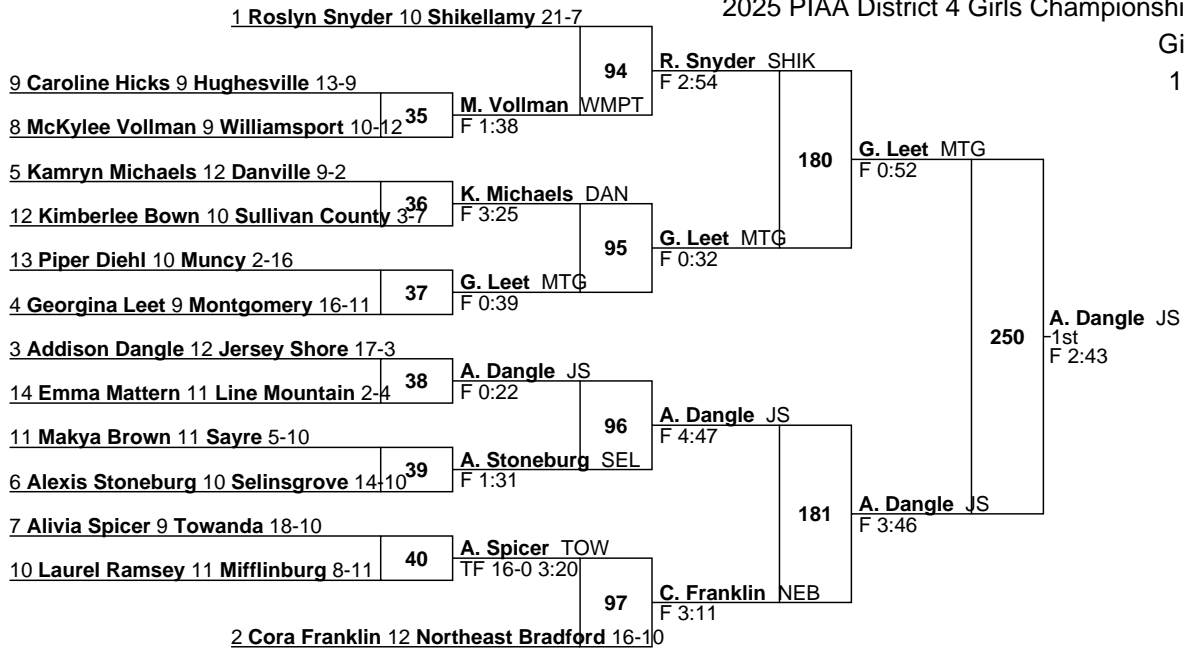 2025 PIAA District 4 Girls Championshi
Gi
1
1 Roslyn Snyder 10 Shikellamy 21-7
94
R. Snyder SHIK
F 2:54
9 Caroline Hicks 9 Hughesville 13-9
35
M. Vollman WMPT
F 1:38
8 McKylee Vollman 9 Williamsport 10-12
180
G. Leet MTG
F 0:52
5 Kamryn Michaels 12 Danville 9-2
36
K. Michaels DAN
F 3:25
12 Kimberlee Bown 10 Sullivan County 3-7
95
G. Leet MTG
F 0:32
13 Piper Diehl 10 Muncy 2-16
37
G. Leet MTG
F 0:39
4 Georgina Leet 9 Montgomery 16-11
250
A. Dangle JS
1st
F 2:43
3 Addison Dangle 12 Jersey Shore 17-3
38
A. Dangle JS
F 0:22
14 Emma Mattern 11 Line Mountain 2-4
96
A. Dangle JS
F 4:47
11 Makya Brown 11 Sayre 5-10
39
A. Stoneburg SEL
F 1:31
6 Alexis Stoneburg 10 Selinsgrove 14-10
181
A. Dangle JS
F 3:46
7 Alivia Spicer 9 Towanda 18-10
40
A. Spicer TOW
TF 16-0 3:20
10 Laurel Ramsey 11 Mifflinburg 8-11
97
C. Franklin NEB
F 3:11
2 Cora Franklin 12 Northeast Bradford 16-10